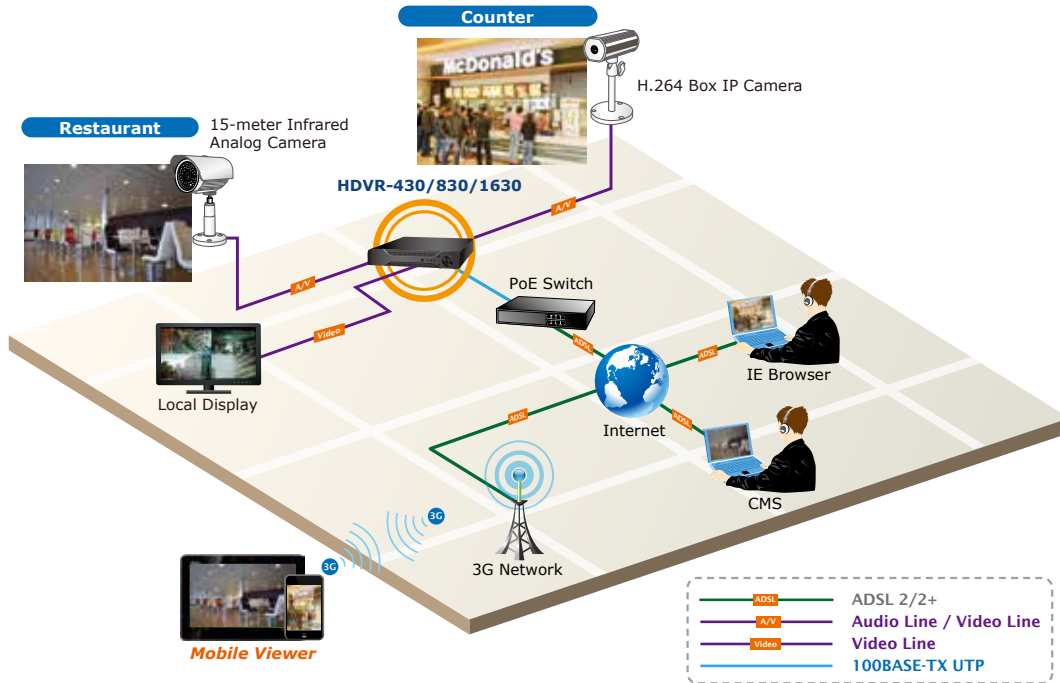 Counter
McDonald's
H.264 Box IP Camera
Restaurant
15-meter Infrared
Analog Camera
HDVR-430/830/1630
A/V
A/V
PoE Switch
Video
ADSL
ADSL
IE Browser
Local Display
ADSL
Internet
ADSL
CMS
3G
3G
3G Network
Mobile Viewer
ADSL ADSL 2/2+
A/V Audio Line / Video Line
Video Video Line
100BASE-TX UTP